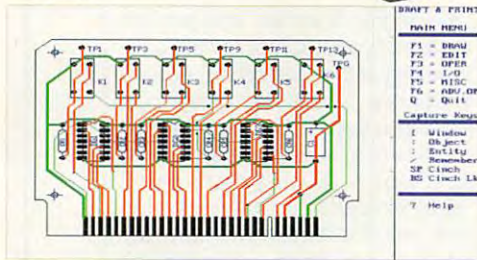 TP1 TP3 TP5 TP9 TP11 TP13
TPG
K1 K2 K3 K4 K5 K6
DRAFT & PRINT
MAIN MENU
F1 = DRAW
F2 = EDIT
F3 = OPER
F4 = I/O
F5 = MISC
F6 = ADV.OP
Q = Quit
Capture Keys
[ Window
: Object
; Entity
/ Remember
SP Cinch
BS Cinch Lk
? Help